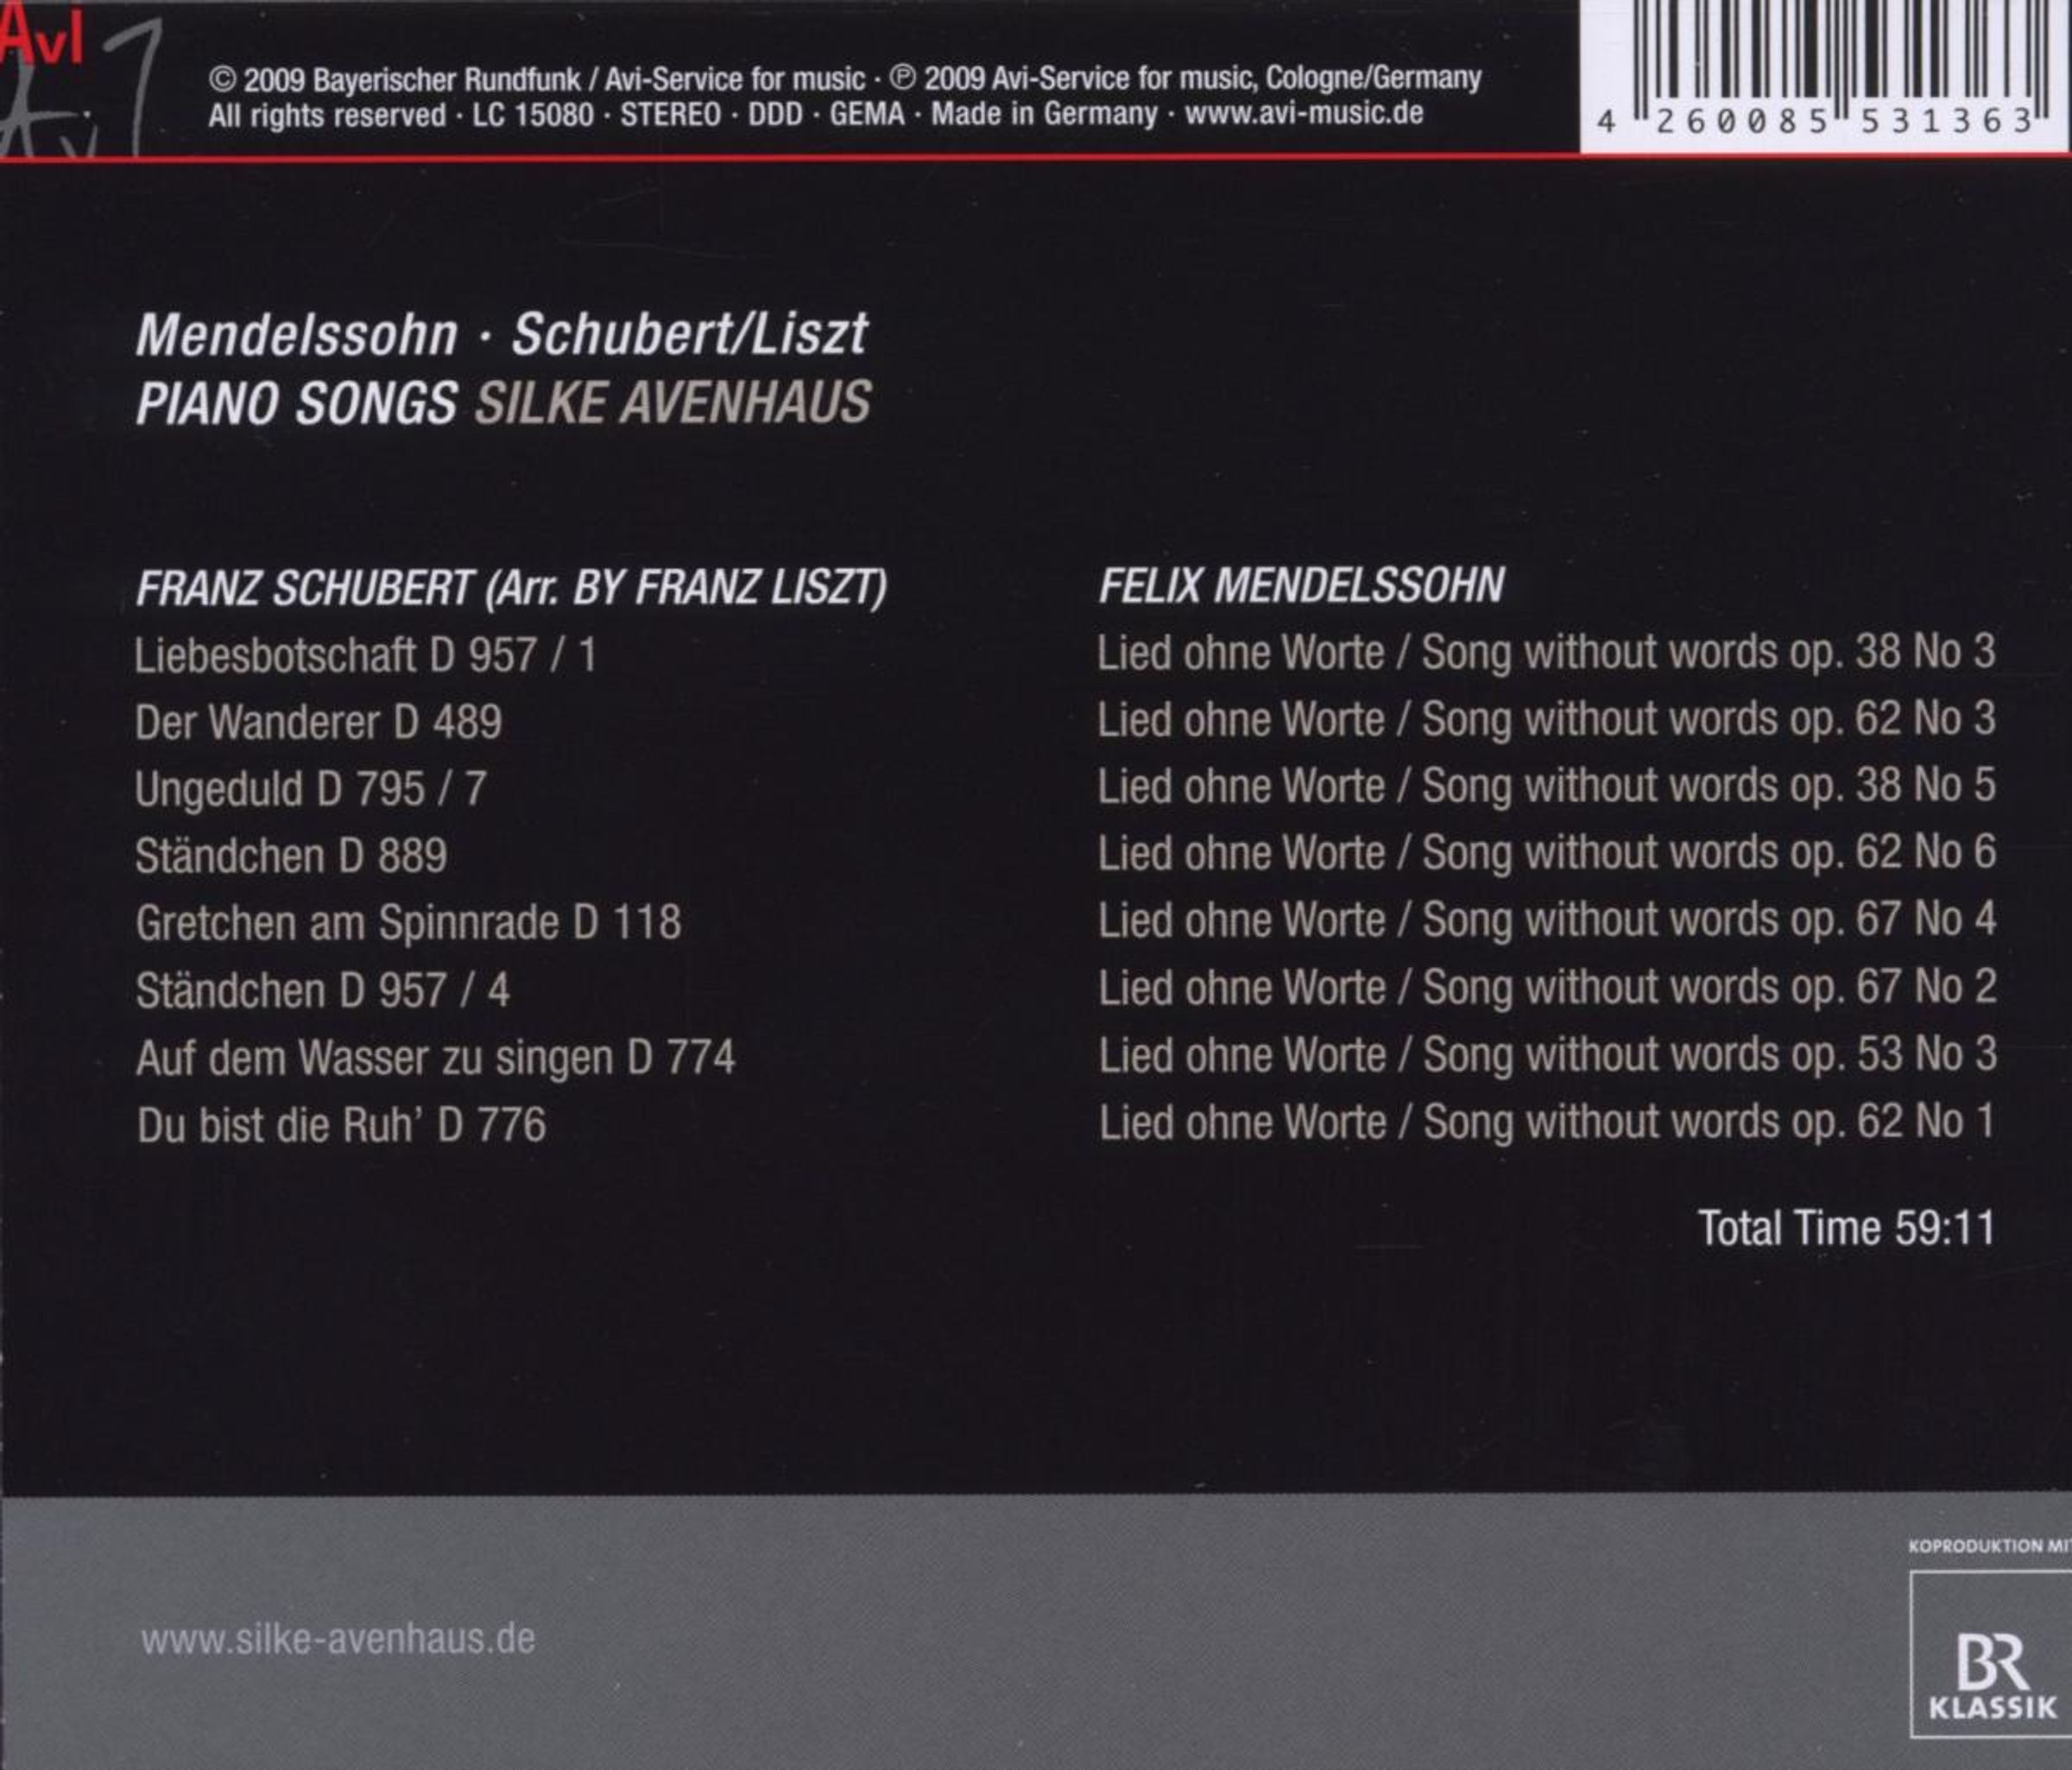 AvI
Avi
© 2009 Bayerischer Rundfunk / Avi-Service for music · ℗ 2009 Avi-Service for music, Cologne/Germany
All rights reserved · LC 15080 · STEREO · DDD · GEMA · Made in Germany · www.avi-music.de
4 260085 531363
Mendelssohn · Schubert/Liszt
PIANO SONGS SILKE AVENHAUS
FRANZ SCHUBERT (Arr. BY FRANZ LISZT)
Liebesbotschaft D 957 / 1
Der Wanderer D 489
Ungeduld D 795 / 7
Ständchen D 889
Gretchen am Spinnrade D 118
Ständchen D 957 / 4
Auf dem Wasser zu singen D 774
Du bist die Ruh’ D 776
FELIX MENDELSSOHN
Lied ohne Worte / Song without words op. 38 No 3
Lied ohne Worte / Song without words op. 62 No 3
Lied ohne Worte / Song without words op. 38 No 5
Lied ohne Worte / Song without words op. 62 No 6
Lied ohne Worte / Song without words op. 67 No 4
Lied ohne Worte / Song without words op. 67 No 2
Lied ohne Worte / Song without words op. 53 No 3
Lied ohne Worte / Song without words op. 62 No 1
Total Time 59:11
www.silke-avenhaus.de
KOPRODUKTION MIT
BR
KLASSIK